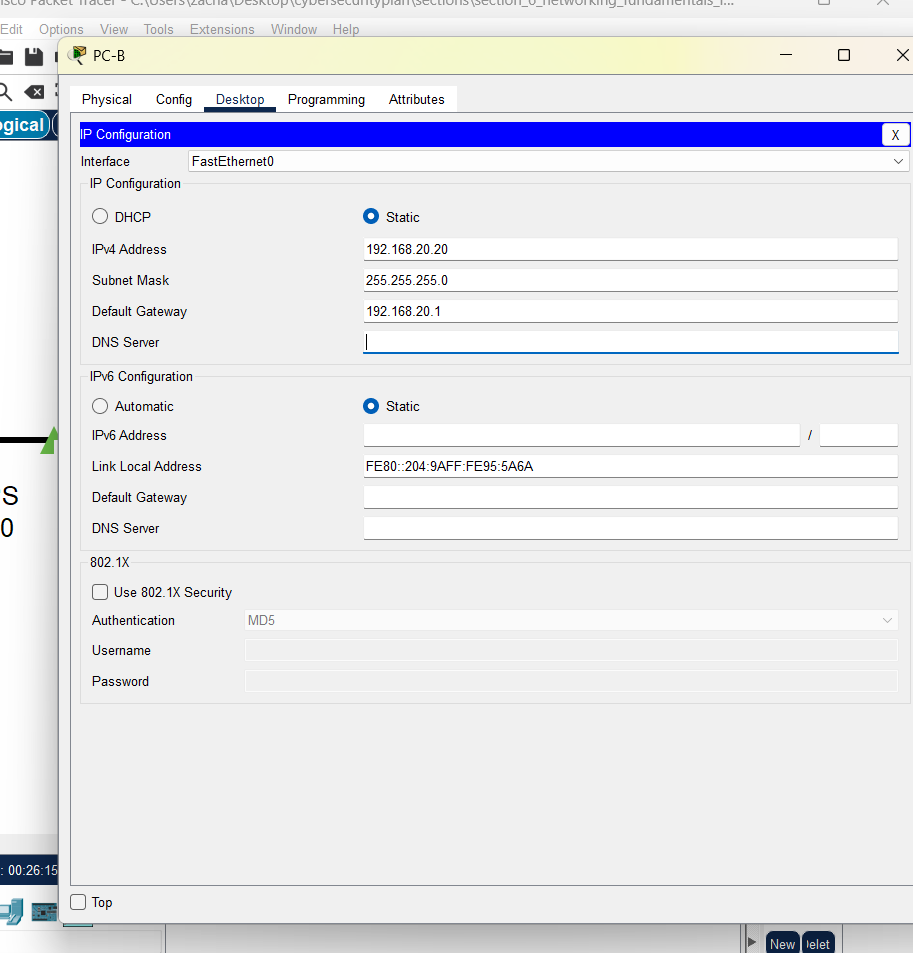 isco Packet Tracer - C:\Users\zacha\Desktop\cybersecurityplan\sections\section_6_networking_fundamentals_l...
Edit Options View Tools Extensions Window Help
PC-B
Physical Config Desktop Programming Attributes
ogical
IP Configuration X
Interface FastEthernet0
IP Configuration
DHCP Static
IPv4 Address 192.168.20.20
Subnet Mask 255.255.255.0
Default Gateway 192.168.20.1
DNS Server
IPv6 Configuration
Automatic Static
IPv6 Address /
Link Local Address FE80::204:9AFF:FE95:5A6A
Default Gateway
DNS Server
S
0
802.1X
Use 802.1X Security
Authentication MD5
Username
Password
: 00:26:15
Top
New elet